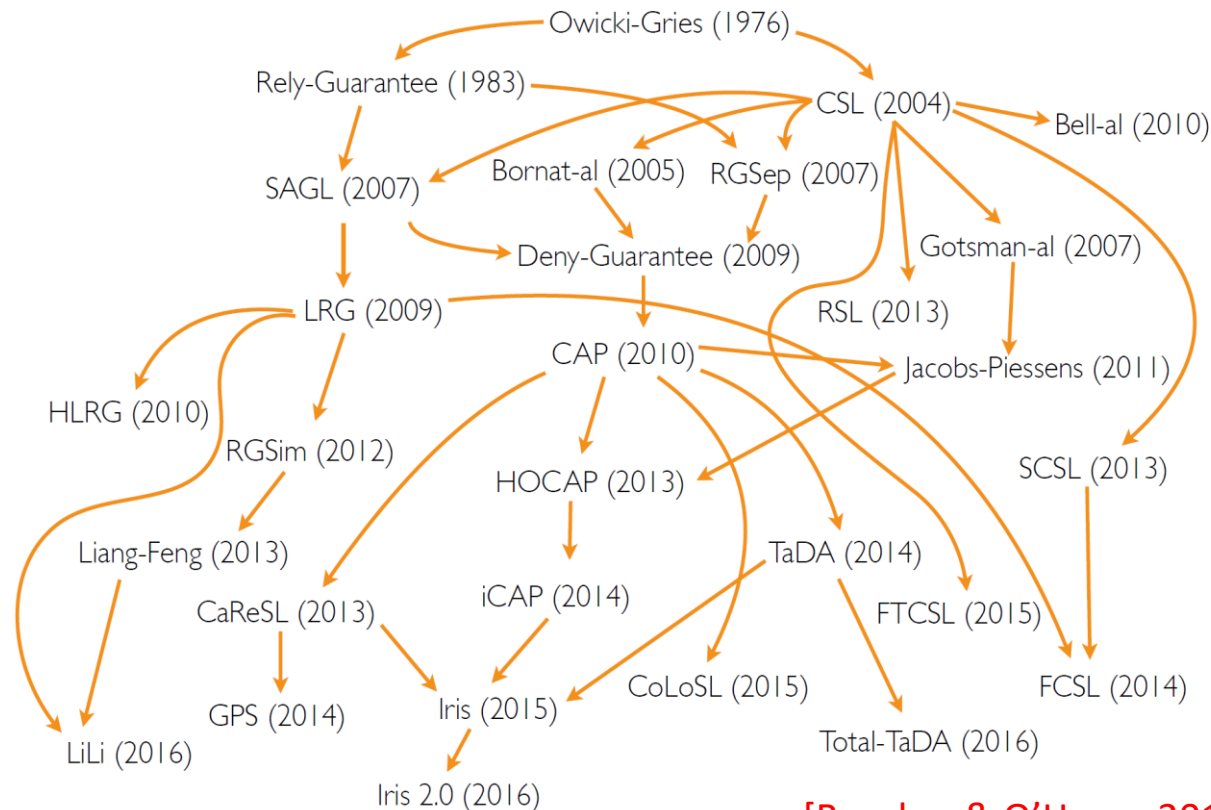 Owicki-Gries (1976)
Rely-Guarantee (1983)
CSL (2004)
Bell-al (2010)
Bornat-al (2005)
RGSep (2007)
SAGL (2007)
Gotsman-al (2007)
Deny-Guarantee (2009)
LRG (2009)
RSL (2013)
CAP (2010)
Jacobs-Piessens (2011)
HLRG (2010)
RGSim (2012)
HOCAP (2013)
SCSL (2013)
Liang-Feng (2013)
TaDA (2014)
CaReSL (2013)
iCAP (2014)
FTCSL (2015)
CoLoSL (2015)
FCSL (2014)
GPS (2014)
Iris (2015)
LiLi (2016)
Total-TaDA (2016)
Iris 2.0 (2016)